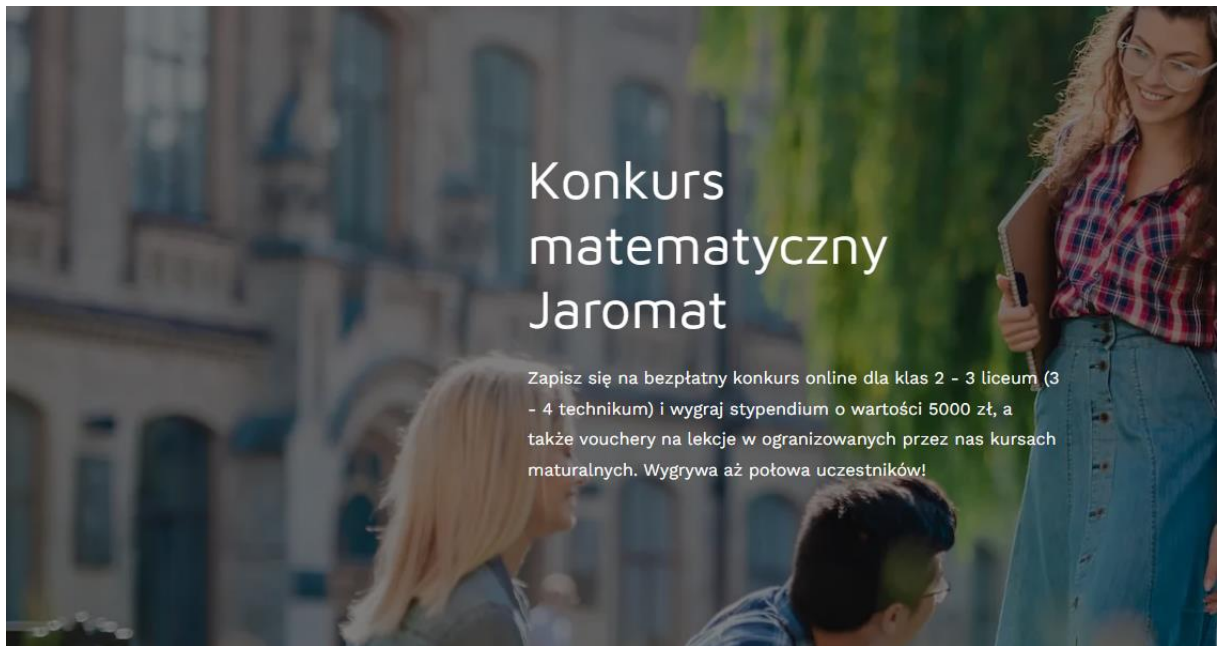 Konkurs
matematyczny
Jaromat
Zapisz się na bezpłatny konkurs online dla klas 2 - 3 liceum (3
- 4 technikum) i wygraj stypendium o wartości 5000 zł, a
także vouchery na lekcje w ogranizowanych przez nas kursach
maturalnych. Wygrywa aż połowa uczestników!